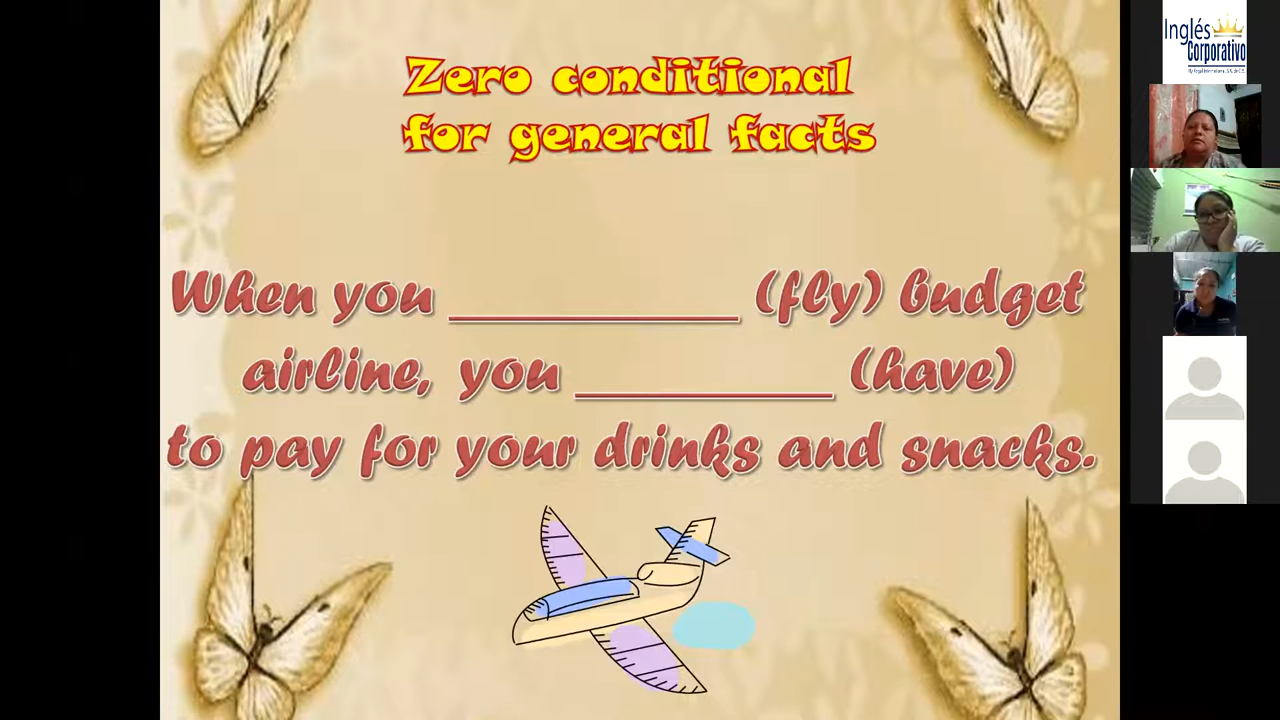 Zero conditional
for general facts
When you ____________ (fly) budget
airline, you ___________ (have)
to pay for your drinks and snacks.
Inglés
Corporativo